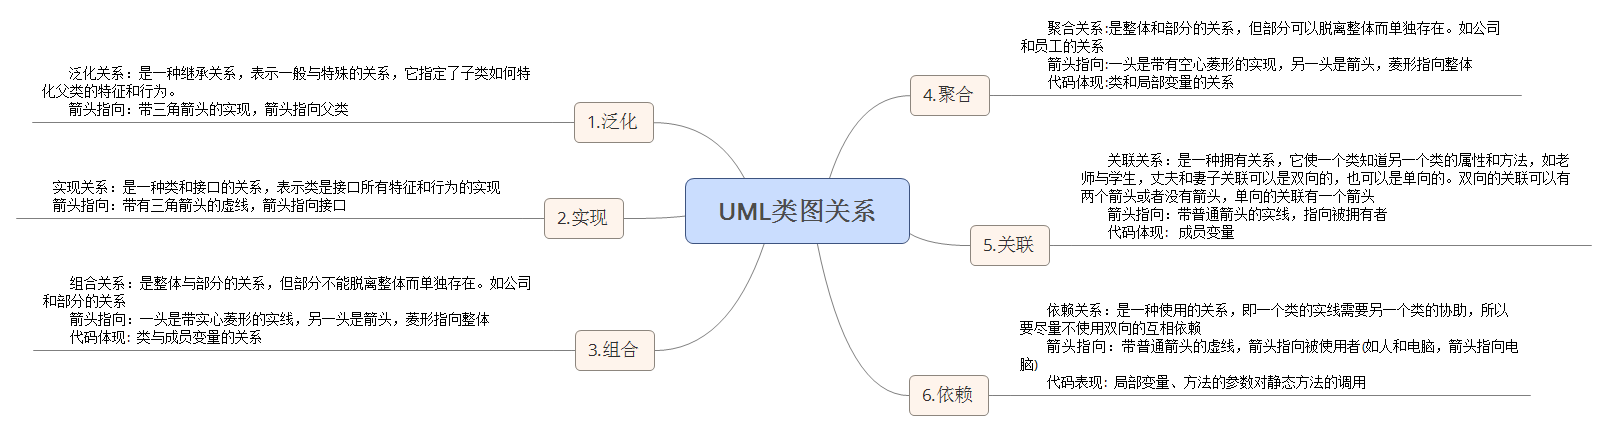 UML类图关系
泛化关系：是一种继承关系，表示一般与特殊的关系，它指定了子类如何特
化父类的特征和行为。
箭头指向：带三角箭头的实现，箭头指向父类
1.泛化
实现关系：是一种类和接口的关系，表示类是接口所有特征和行为的实现
箭头指向：带有三角箭头的虚线，箭头指向接口
2.实现
组合关系：是整体与部分的关系，但部分不能脱离整体而单独存在。如公司
和部分的关系
箭头指向：一头是带实心菱形的实线，另一头是箭头，菱形指向整体
代码体现：类与成员变量的关系
3.组合
聚合关系:是整体和部分的关系，但部分可以脱离整体而单独存在。如公司
和员工的关系
箭头指向:一头是带有空心菱形的实现，另一头是箭头，菱形指向整体
代码体现:类和局部变量的关系
4.聚合
关联关系：是一种拥有关系，它使一个类知道另一个类的属性和方法，如老
师与学生，丈夫和妻子关联可以是双向的，也可以是单向的。双向的关联可以有
两个箭头或者没有箭头，单向的关联有一个箭头
箭头指向：带普通箭头的实线，指向被拥有者
代码体现：成员变量
5.关联
依赖关系：是一种使用的关系，即一个类的实线需要另一个类的协助，所以
要尽量不使用双向的互相依赖
箭头指向：带普通箭头的虚线，箭头指向被使用者(如人和电脑，箭头指向电
脑)
代码表现：局部变量、方法的参数对静态方法的调用
6.依赖